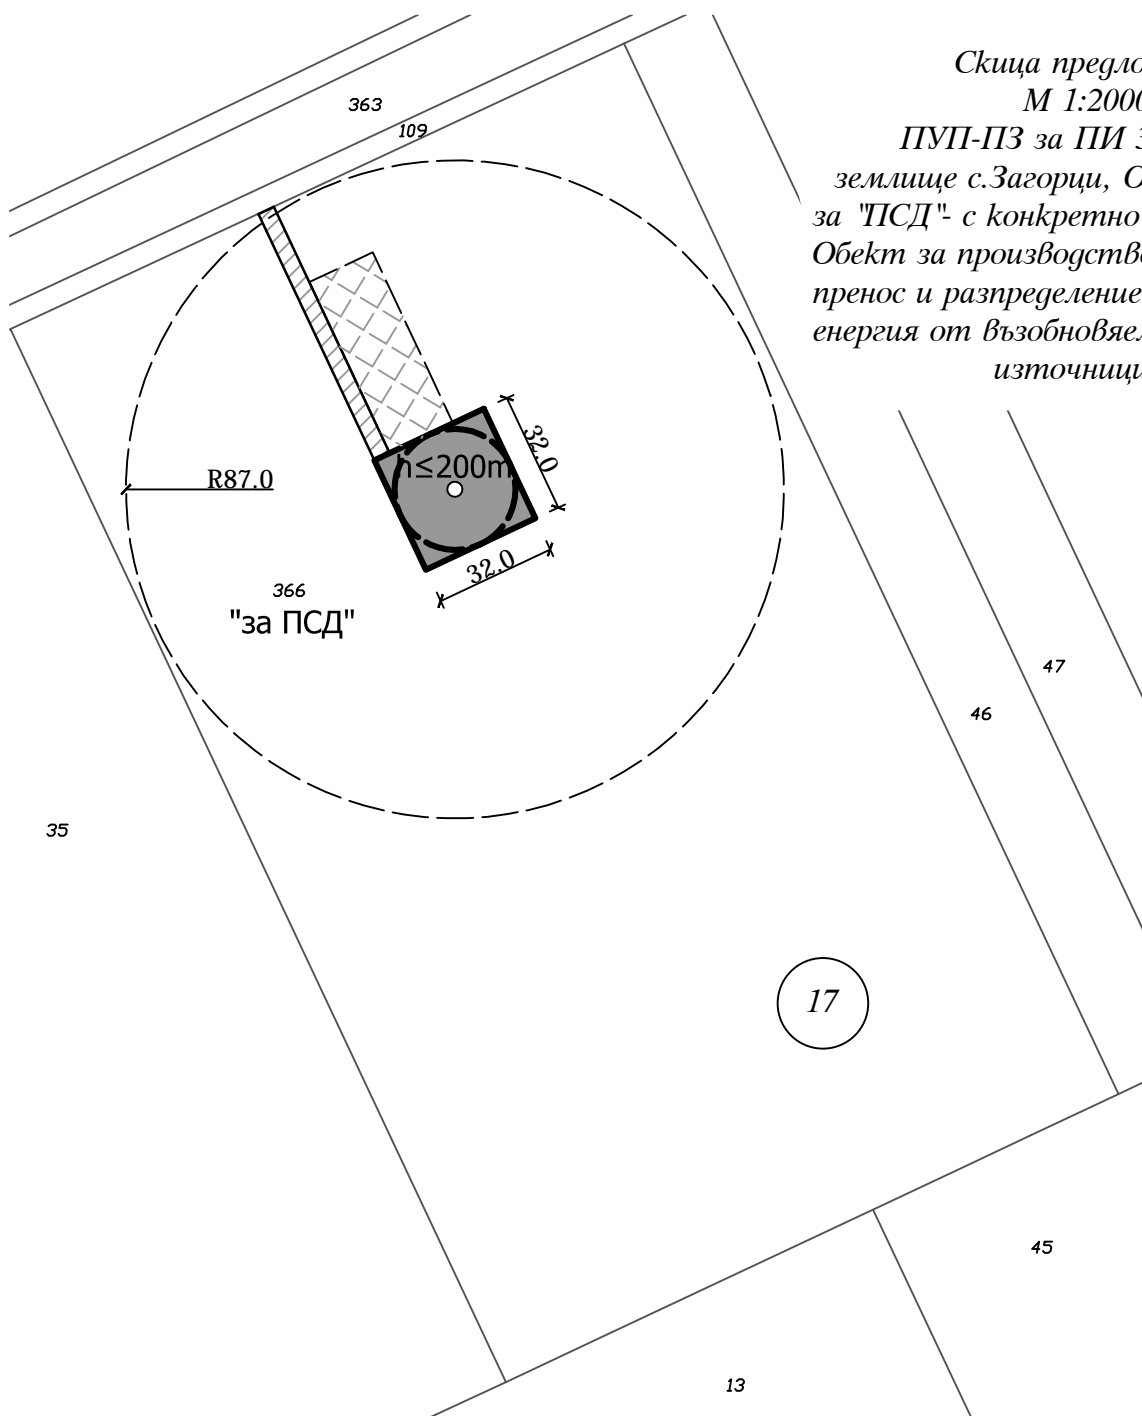 Скица предло
М 1:2000
ПУП-ПЗ за ПИ 3
землище с.Загорци, О
за "ПСД"- с конкретно
Обект за производств
пренос и разпределение
енергия от възобновяе
източници
363
109
32.0
h≤200m
R87.0
32.0
366
"за ПСД"
47
46
35
17
45
13